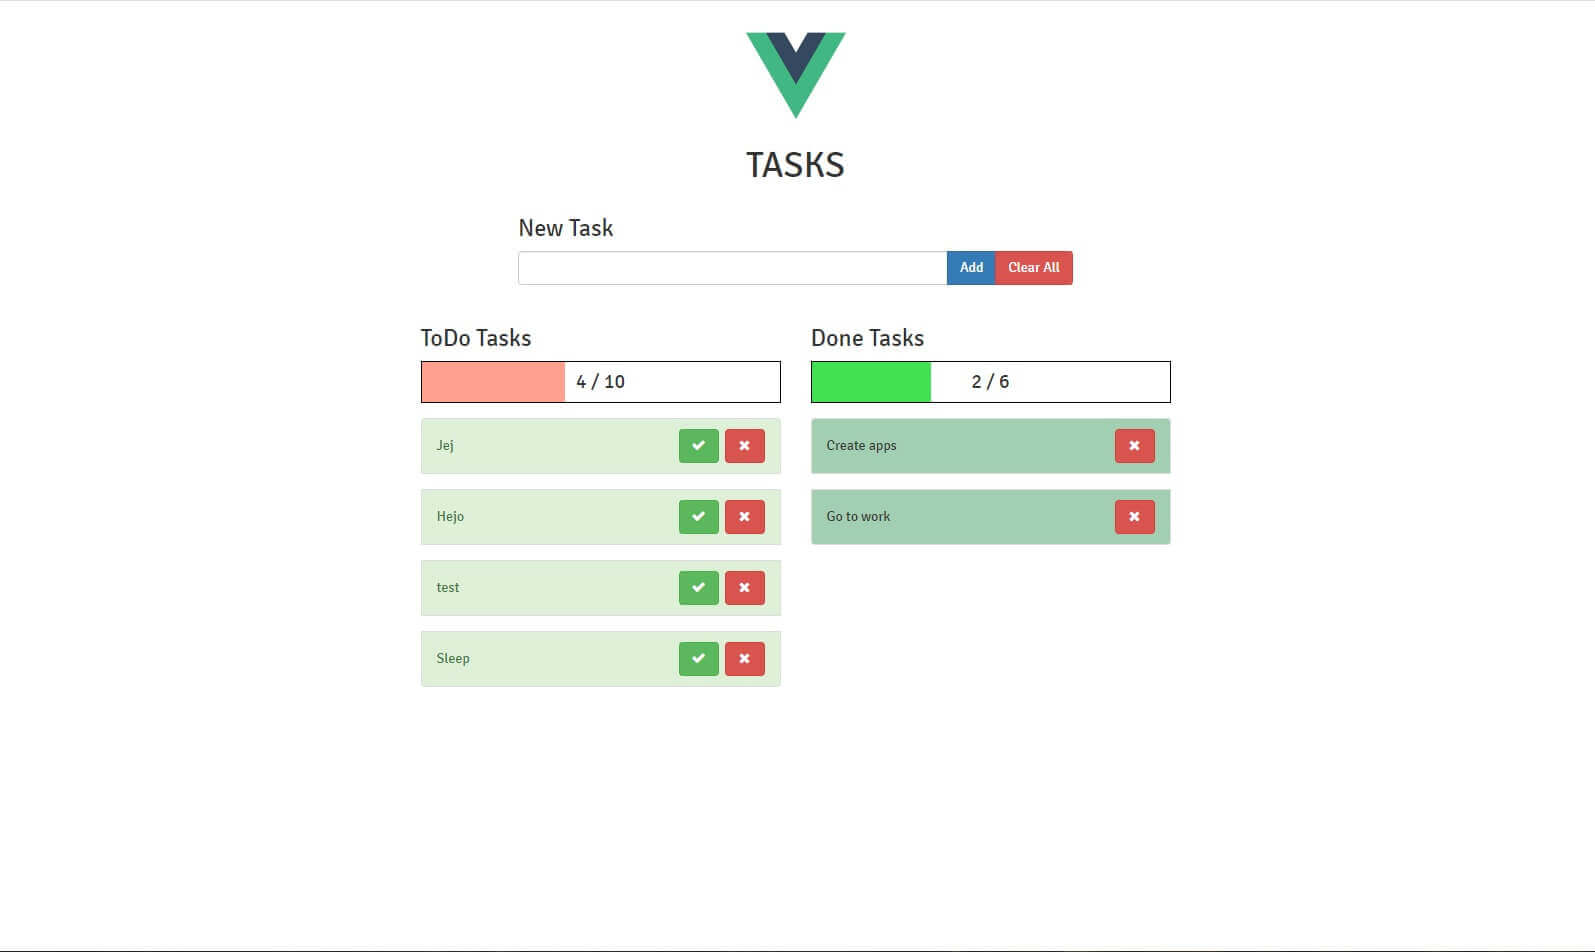 TASKS
New Task
Add Clear All
ToDo Tasks
4 / 10
Jej
Hejo
test
Sleep
Done Tasks
2 / 6
Create apps
Go to work